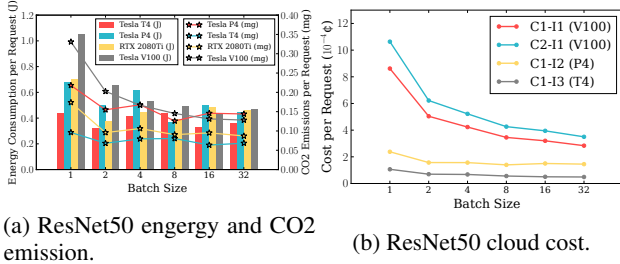 Tesla T4 (J)
Tesla P4 (J)
RTX 2080Ti (J)
Tesla V100 (J)
Tesla P4 (mg)
Tesla T4 (mg)
RTX 2080Ti (mg)
Tesla V100 (mg)
Energy Consumption per Request (J)
1.2
1.0
0.8
0.6
0.4
0.2
0.0
0.40
0.35
0.30
0.25
0.20
0.15
0.10
0.05
0.00
CO2 Emissions per Request (mg)
1 2 4 8 16 32
Batch Size
(a) ResNet50 engergy and CO2
emission.
Cost per Request (10⁻⁴¢)
12
10
8
6
4
2
0
C1-I1 (V100)
C2-I1 (V100)
C1-I2 (P4)
C1-I3 (T4)
1 2 4 8 16 32
Batch Size
(b) ResNet50 cloud cost.